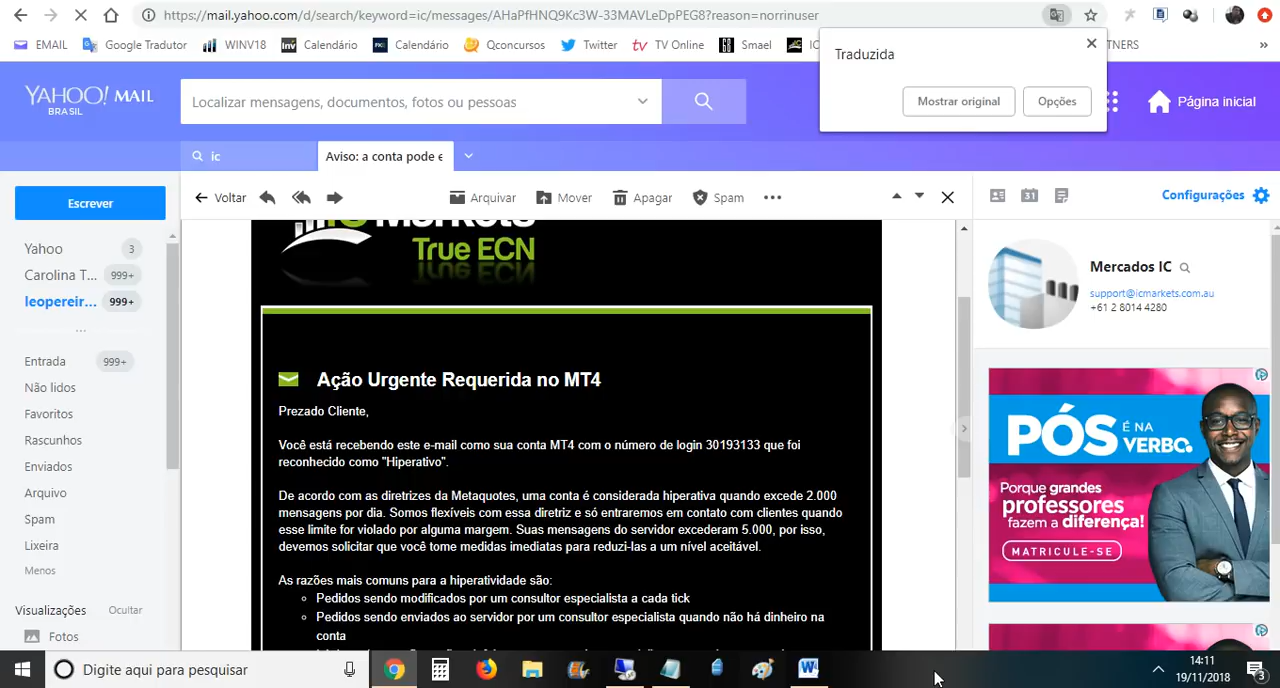 https://mail.yahoo.com/d/search/keyword=ic/messages/AHaPfHNQ9Kc3W-33MAVLeDpPEG8?reason=norrinuser
EMAIL
Google Tradutor
WINV18
Calendário
Calendário
Qconcursos
Twitter
TV Online
Smael
IC
TNERS
»
Traduzida
Mostrar original
Opções
YAHOO! MAIL
BRASIL
Localizar mensagens, documentos, fotos ou pessoas
Página inicial
ic
Aviso: a conta pode e
Escrever
Voltar
Arquivar
Mover
Apagar
Spam
Configurações
Yahoo 3
Carolina T... 999+
leopereir... 999+
...
Entrada 999+
Não lidos
Favoritos
Rascunhos
Enviados
Arquivo
Spam
Lixeira
Menos
Visualizações Ocultar
Fotos
True ECN
Ação Urgente Requerida no MT4
Prezado Cliente,
Você está recebendo este e-mail como sua conta MT4 com o número de login 30193133 que foi
reconhecido como "Hiperativo".
De acordo com as diretrizes da Metaquotes, uma conta é considerada hiperativa quando excede 2.000
mensagens por dia. Somos flexíveis com essa diretriz e só entraremos em contato com clientes quando
esse limite for violado por alguma margem. Suas mensagens do servidor excederam 5.000, por isso,
devemos solicitar que você tome medidas imediatas para reduzi-las a um nível aceitável.
As razões mais comuns para a hiperatividade são:
Pedidos sendo modificados por um consultor especialista a cada tick
Pedidos sendo enviados ao servidor por um consultor especialista quando não há dinheiro na
conta
31
Mercados IC
support@icmarkets.com.au
+61 2 8014 4280
PÓS É NA
VERBO.
Porque grandes
professores
fazem a diferença!
MATRICULE-SE
Digite aqui para pesquisar
14:11
19/11/2018
3